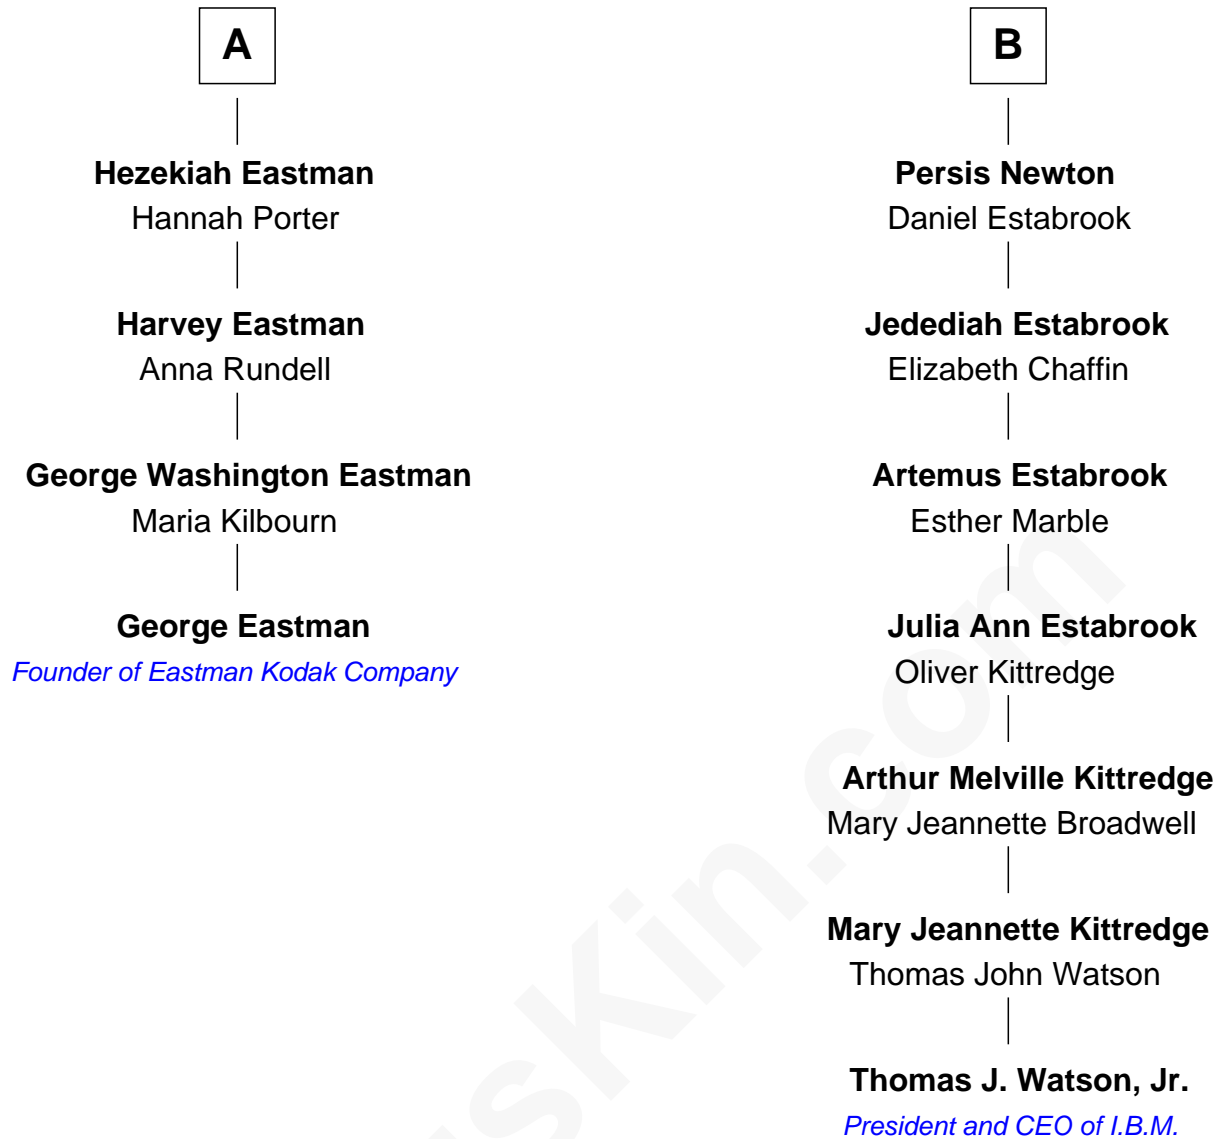 A
Hezekiah Eastman
Hannah Porter
Harvey Eastman
Anna Rundell
George Washington Eastman
Maria Kilbourn
George Eastman
Founder of Eastman Kodak Company
B
Persis Newton
Daniel Estabrook
Jedediah Estabrook
Elizabeth Chaffin
Artemus Estabrook
Esther Marble
Julia Ann Estabrook
Oliver Kittredge
Arthur Melville Kittredge
Mary Jeannette Broadwell
Mary Jeannette Kittredge
Thomas John Watson
Thomas J. Watson, Jr.
President and CEO of I.B.M.